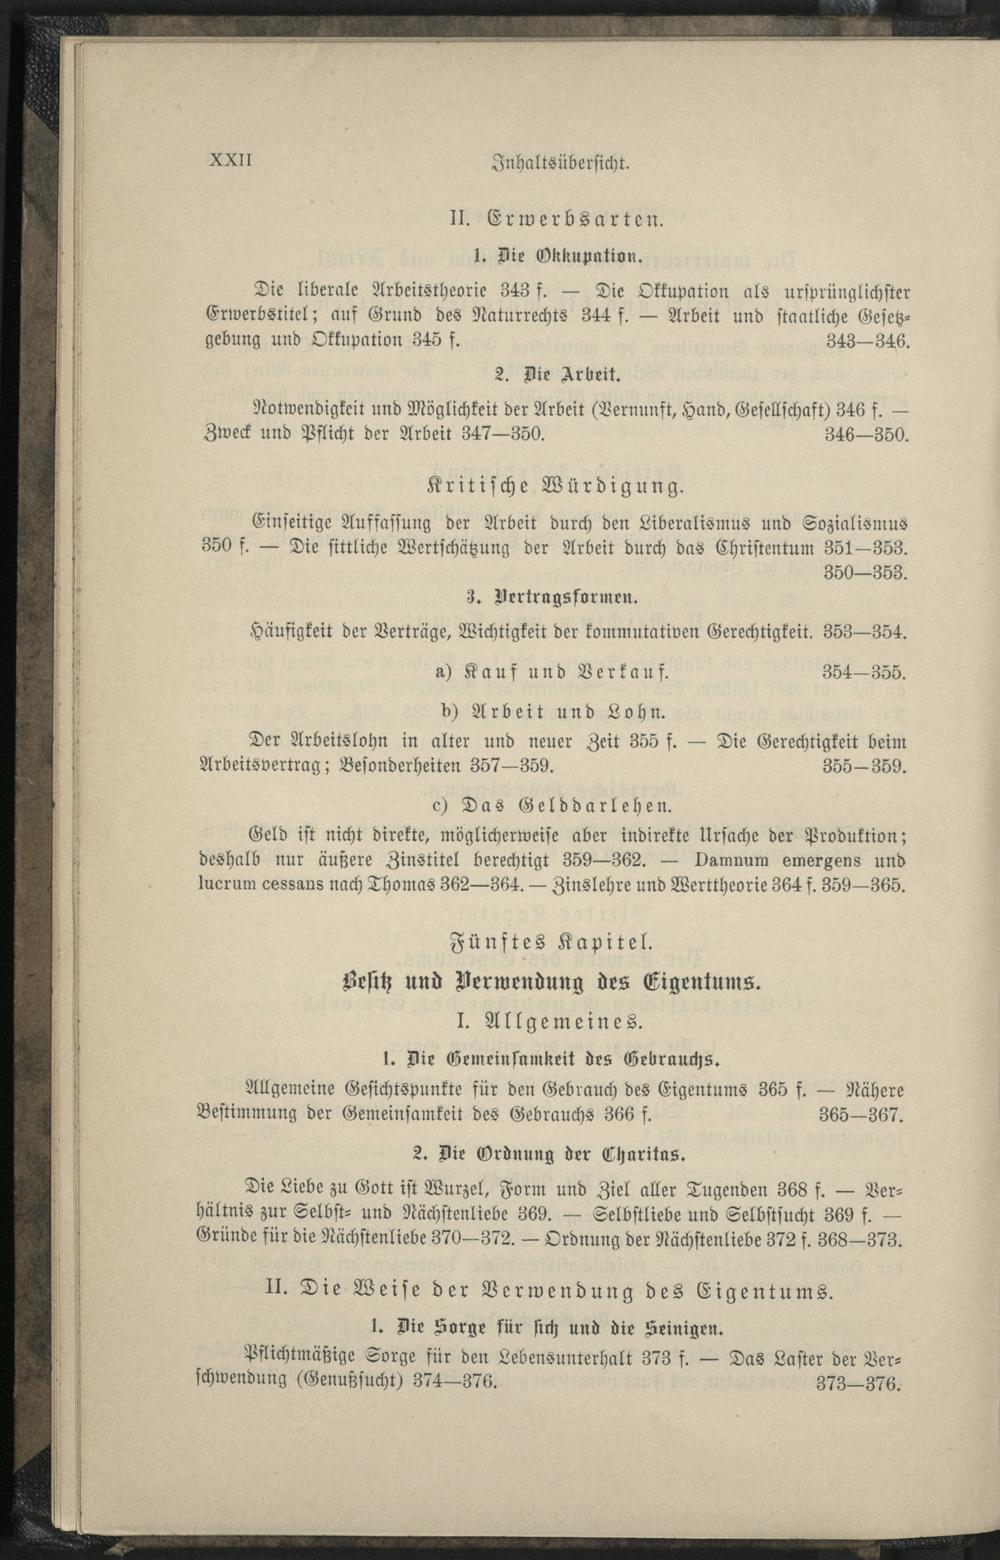 XXII Inhaltsübersicht.
II. Erwerbsarten.
1. Die Okkupation.
Die liberale Arbeitstheorie 343 f. — Die Okkupation als ursprünglichster
Erwerbstitel; auf Grund des Naturrechts 344 f. — Arbeit und staatliche Gesetz-
gebung und Okkupation 345 f. 343—346.
2. Die Arbeit.
Notwendigkeit und Möglichkeit der Arbeit (Vernunft, Hand, Gesellschaft) 346 f. —
Zweck und Pflicht der Arbeit 347—350. 346—350.
Kritische Würdigung.
Einseitige Auffassung der Arbeit durch den Liberalismus und Sozialismus
350 f. — Die sittliche Wertschätzung der Arbeit durch das Christentum 351—353.
350—353.
3. Vertragsformen.
Häufigkeit der Verträge, Wichtigkeit der kommutativen Gerechtigkeit. 353—354.
a) Kauf und Verkauf. 354—355.
b) Arbeit und Lohn.
Der Arbeitslohn in alter und neuer Zeit 355 f. — Die Gerechtigkeit beim
Arbeitsvertrag; Besonderheiten 357—359. 355—359.
c) Das Gelddarlehen.
Geld ist nicht direkte, möglicherweise aber indirekte Ursache der Produktion;
deshalb nur äußere Zinstitel berechtigt 359—362. — Damnum emergens und
lucrum cessans nach Thomas 362—364. — Zinslehre und Werttheorie 364 f. 359—365.
Fünftes Kapitel.
Besitz und Verwendung des Eigentums.
I. Allgemeines.
1. Die Gemeinsamkeit des Gebrauchs.
Allgemeine Gesichtspunkte für den Gebrauch des Eigentums 365 f. — Nähere
Bestimmung der Gemeinsamkeit des Gebrauchs 366 f. 365—367.
2. Die Ordnung der Charitas.
Die Liebe zu Gott ist Wurzel, Form und Ziel aller Tugenden 368 f. — Ver-
hältnis zur Selbst- und Nächstenliebe 369. — Selbstliebe und Selbstsucht 369 f. —
Gründe für die Nächstenliebe 370—372. — Ordnung der Nächstenliebe 372 f. 368—373.
II. Die Weise der Verwendung des Eigentums.
1. Die Sorge für sich und die Seinigen.
Pflichtmäßige Sorge für den Lebensunterhalt 373 f. — Das Laster der Ver-
schwendung (Genußsucht) 374—376. 373—376.